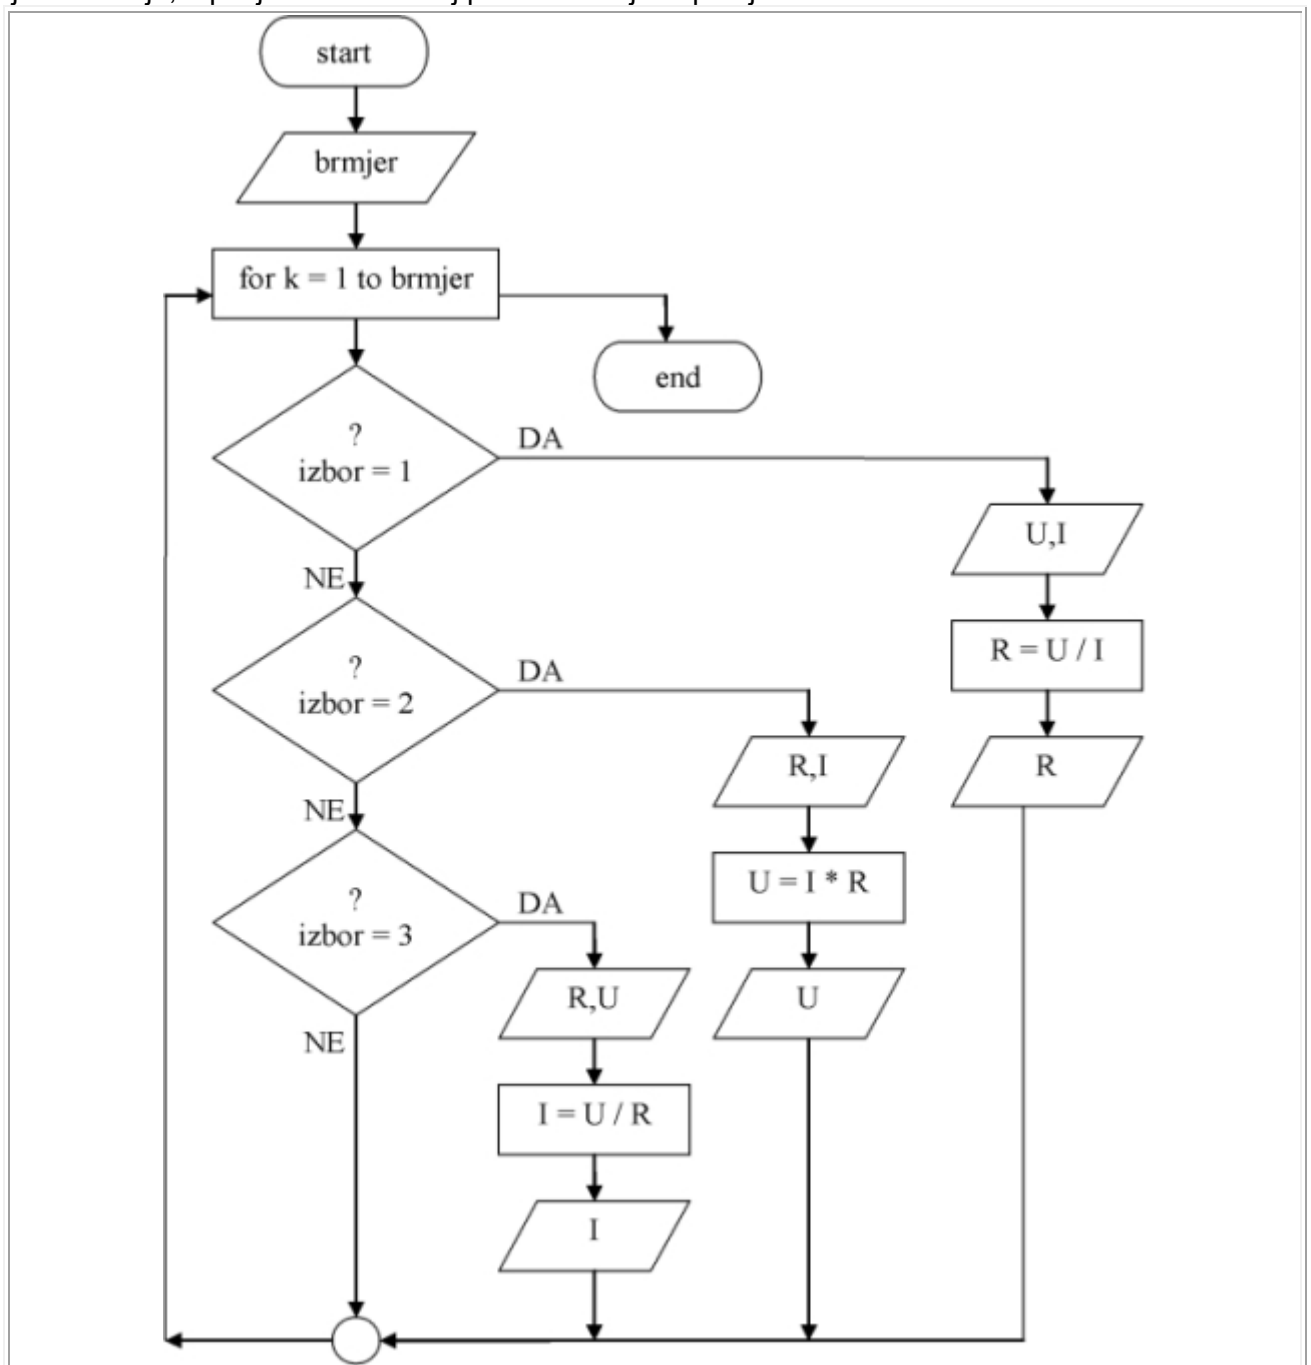 start
brmjer
for k = 1 to brmjer
end
?
izbor = 1
DA
U,I
NE
R = U / I
?
izbor = 2
DA
R,I
R
NE
U = I * R
?
izbor = 3
DA
R,U
U
NE
I = U / R
I